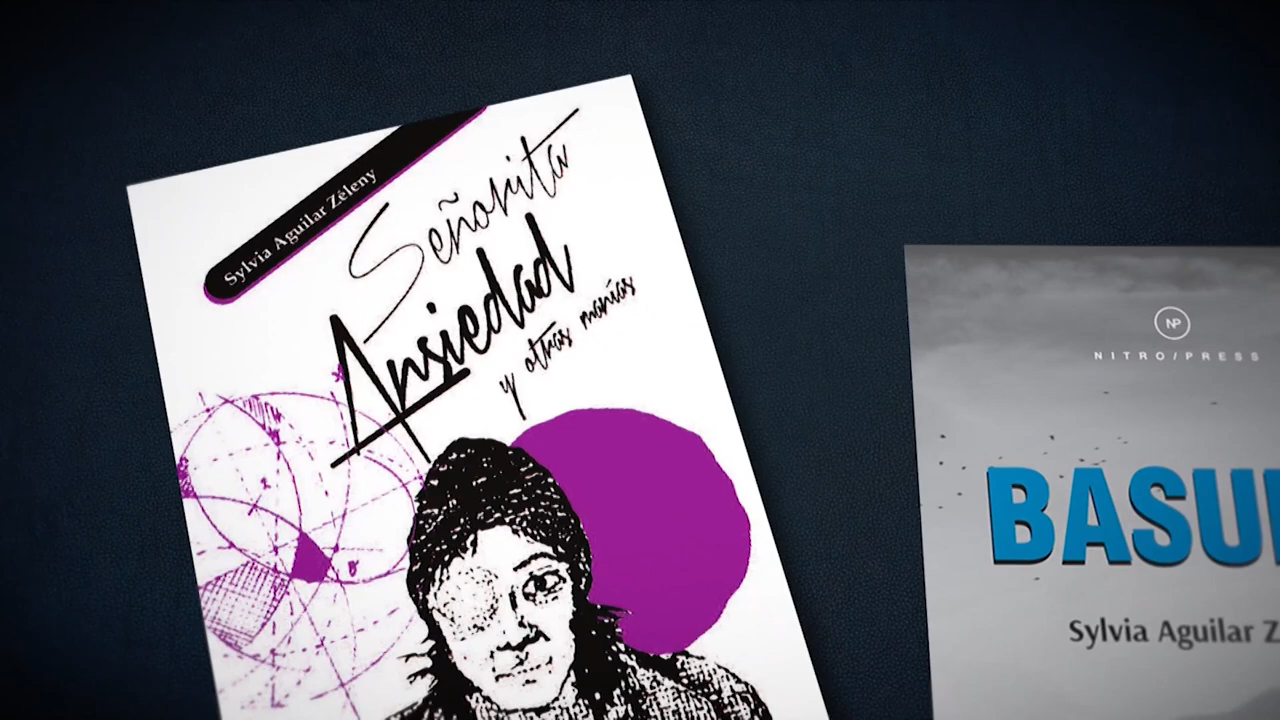 Sylvia Aguilar Zéleny
Señorita
Ansiedad
y otras manías
NP
NITRO/PRESS
BASU
Sylvia Aguilar Z